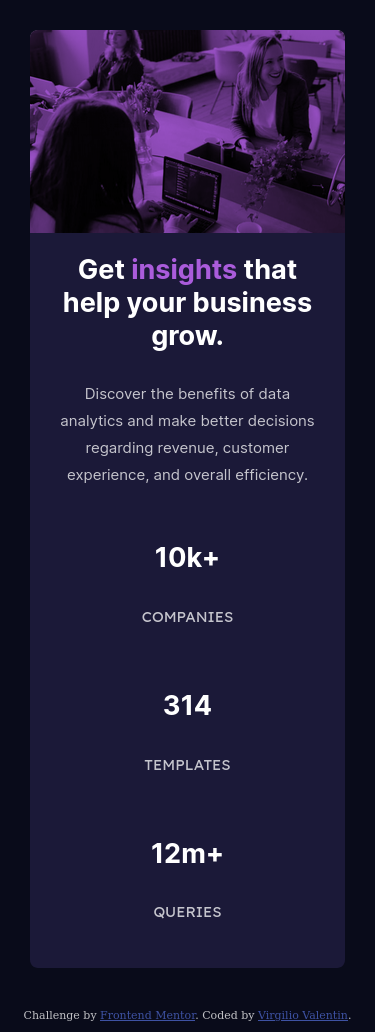 Get insights that
help your business
grow.
Discover the benefits of data
analytics and make better decisions
regarding revenue, customer
experience, and overall efficiency.
10k+
COMPANIES
314
TEMPLATES
12m+
QUERIES
Challenge by Frontend Mentor. Coded by Virgilio Valentin.